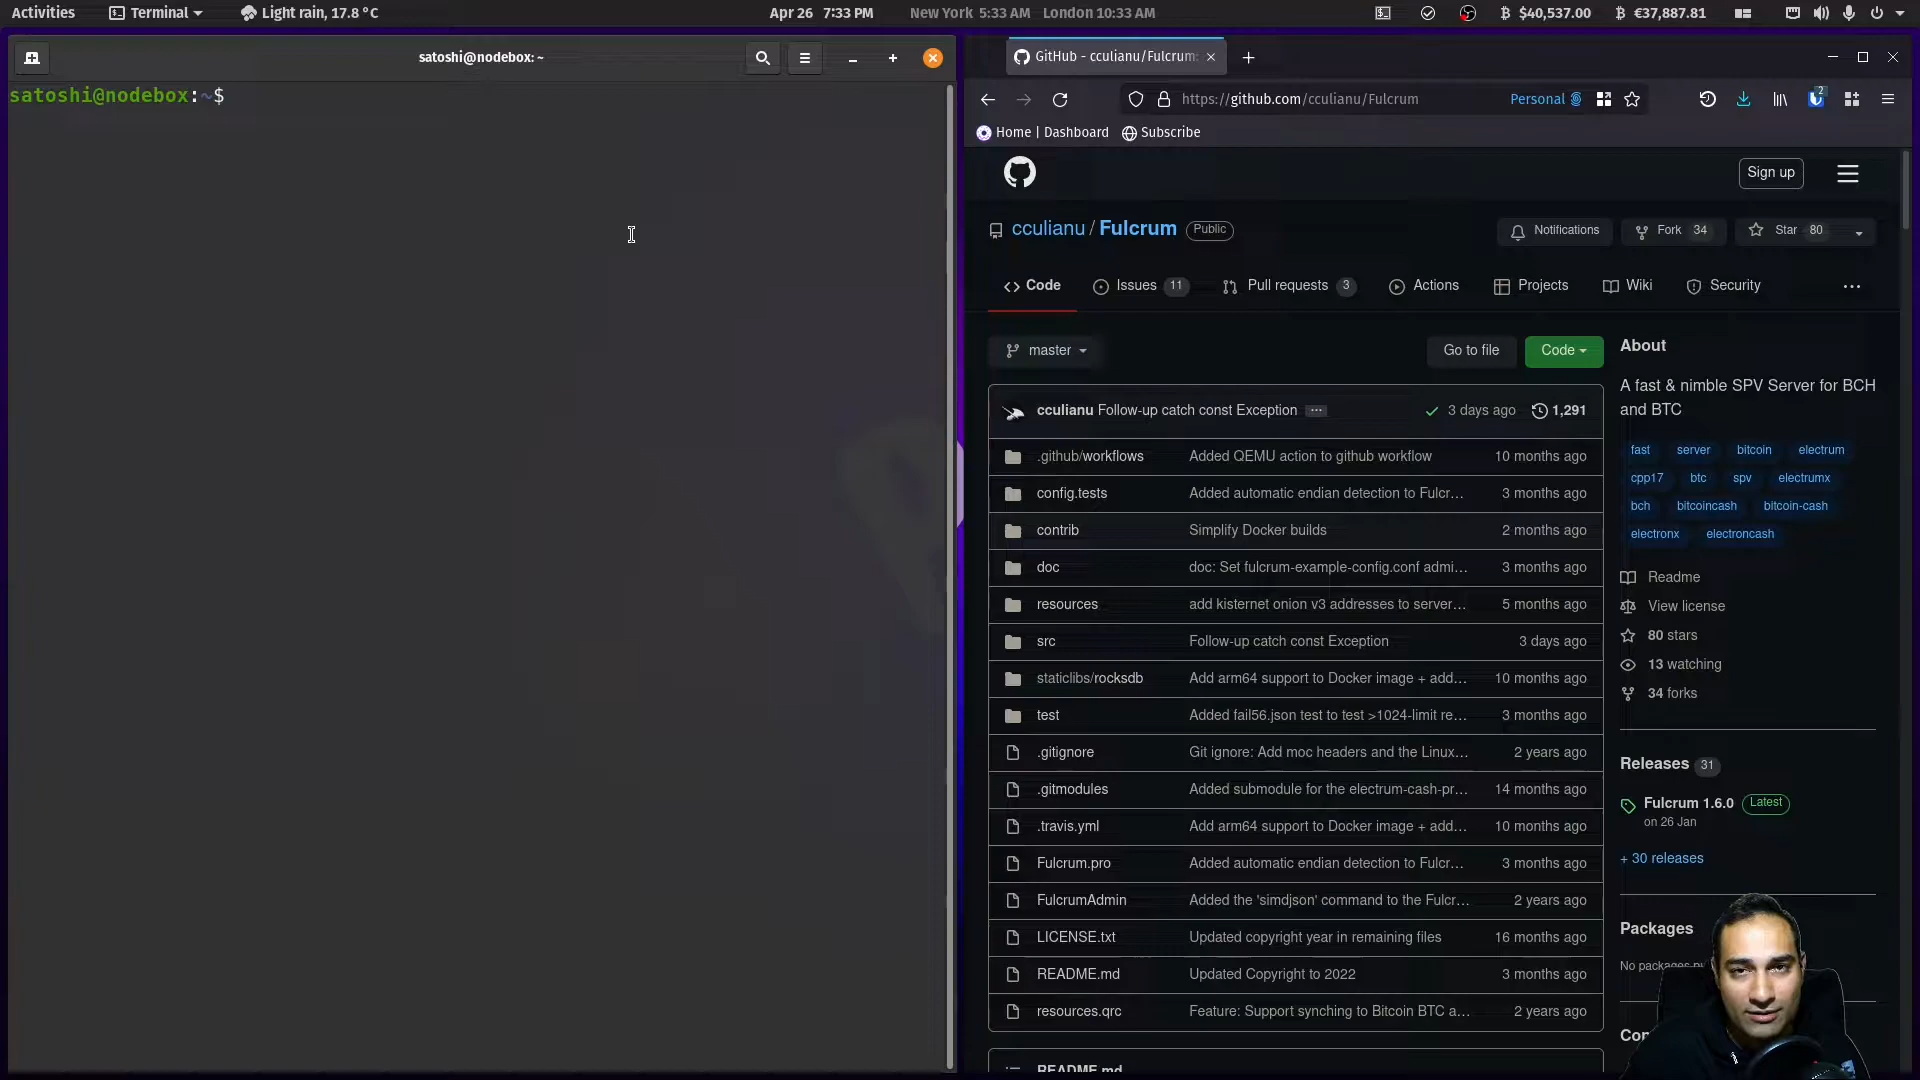 Activities
Terminal
Light rain, 17.8 °C
Apr 26 7:33 PM
New York 5:33 AM
London 10:33 AM
$40,537.00
€37,887.81
satoshi@nodebox: ~
satoshi@nodebox:~$
GitHub - cculianu/Fulcrum:
https://github.com/cculianu/Fulcrum
Personal
2
Home | Dashboard
Subscribe
Sign up
cculianu / Fulcrum
Public
Notifications
Fork 34
Star 80
Code
Issues 11
Pull requests 3
Actions
Projects
Wiki
Security
master
Go to file
Code
cculianu Follow-up catch const Exception
3 days ago
1,291
.github/workflows Added QEMU action to github workflow 10 months ago
config.tests Added automatic endian detection to Fulcr… 3 months ago
contrib Simplify Docker builds 2 months ago
doc doc: Set fulcrum-example-config.conf admi… 3 months ago
resources add kisternet onion v3 addresses to server… 5 months ago
src Follow-up catch const Exception 3 days ago
staticlibs/rocksdb Add arm64 support to Docker image + add… 10 months ago
test Added fail56.json test to test >1024-limit re… 3 months ago
.gitignore Git ignore: Add moc headers and the Linux… 2 years ago
.gitmodules Added submodule for the electrum-cash-pr… 14 months ago
.travis.yml Add arm64 support to Docker image + add… 10 months ago
Fulcrum.pro Added automatic endian detection to Fulcr… 3 months ago
FulcrumAdmin Added the 'simdjson' command to the Fulcr… 2 years ago
LICENSE.txt Updated copyright year in remaining files 16 months ago
README.md Updated Copyright to 2022 3 months ago
resources.qrc Feature: Support synching to Bitcoin BTC a… 2 years ago
README.md
About
A fast & nimble SPV Server for BCH
and BTC
fast server bitcoin electrum
cpp17 btc spv electrumx
bch bitcoincash bitcoin-cash
electronx electroncash
Readme
View license
80 stars
13 watching
34 forks
Releases 31
Fulcrum 1.6.0 Latest
on 26 Jan
+ 30 releases
Packages
No packages